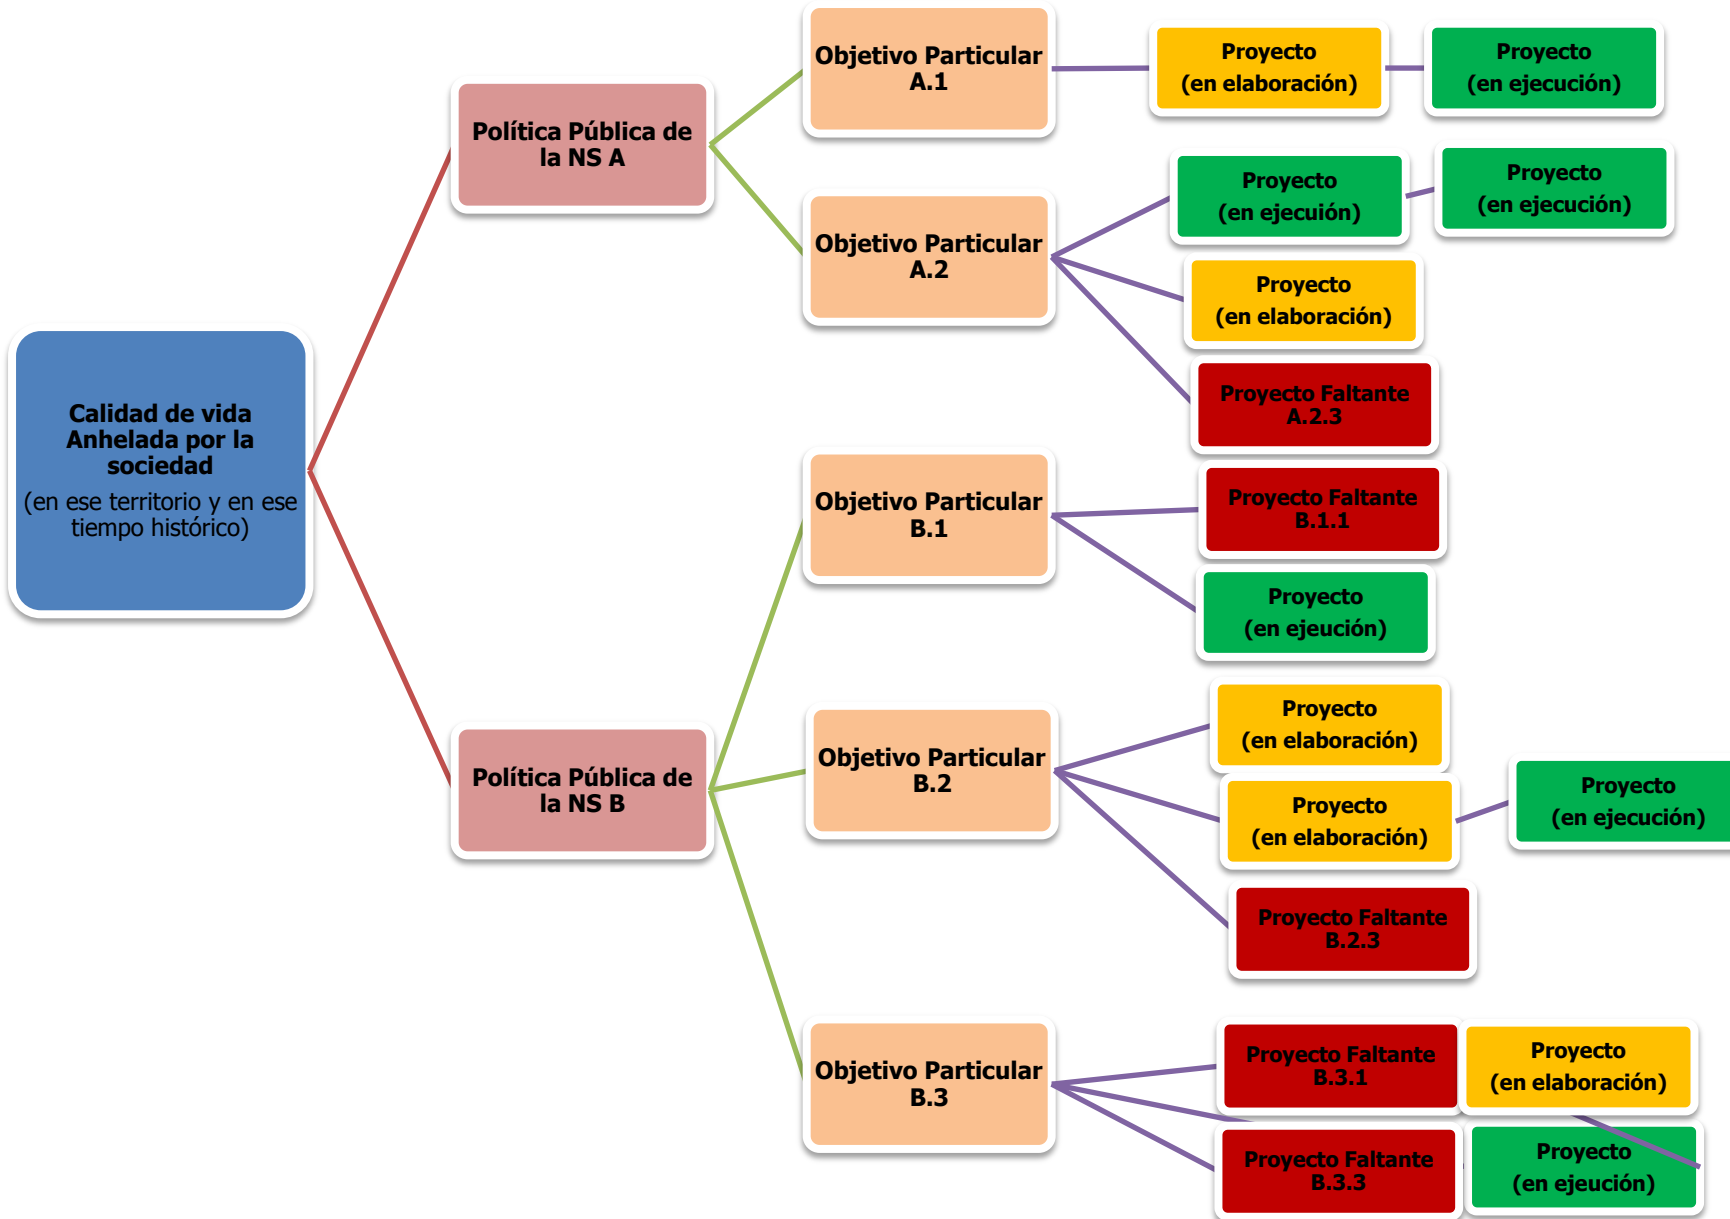 Calidad de vida
Anhelada por la
sociedad
(en ese territorio y en ese
tiempo histórico)
Política Pública de
la NS A
Objetivo Particular
A.1
Proyecto
(en elaboración)
Proyecto
(en ejecución)
Objetivo Particular
A.2
Proyecto
(en ejecuión)
Proyecto
(en ejecución)
Proyecto
(en elaboración)
Proyecto Faltante
A.2.3
Política Pública de
la NS B
Objetivo Particular
B.1
Proyecto Faltante
B.1.1
Proyecto
(en ejeución)
Objetivo Particular
B.2
Proyecto
(en elaboración)
Proyecto
(en elaboración)
Proyecto
(en ejecución)
Proyecto Faltante
B.2.3
Objetivo Particular
B.3
Proyecto Faltante
B.3.1
Proyecto
(en elaboración)
Proyecto Faltante
B.3.3
Proyecto
(en ejeución)